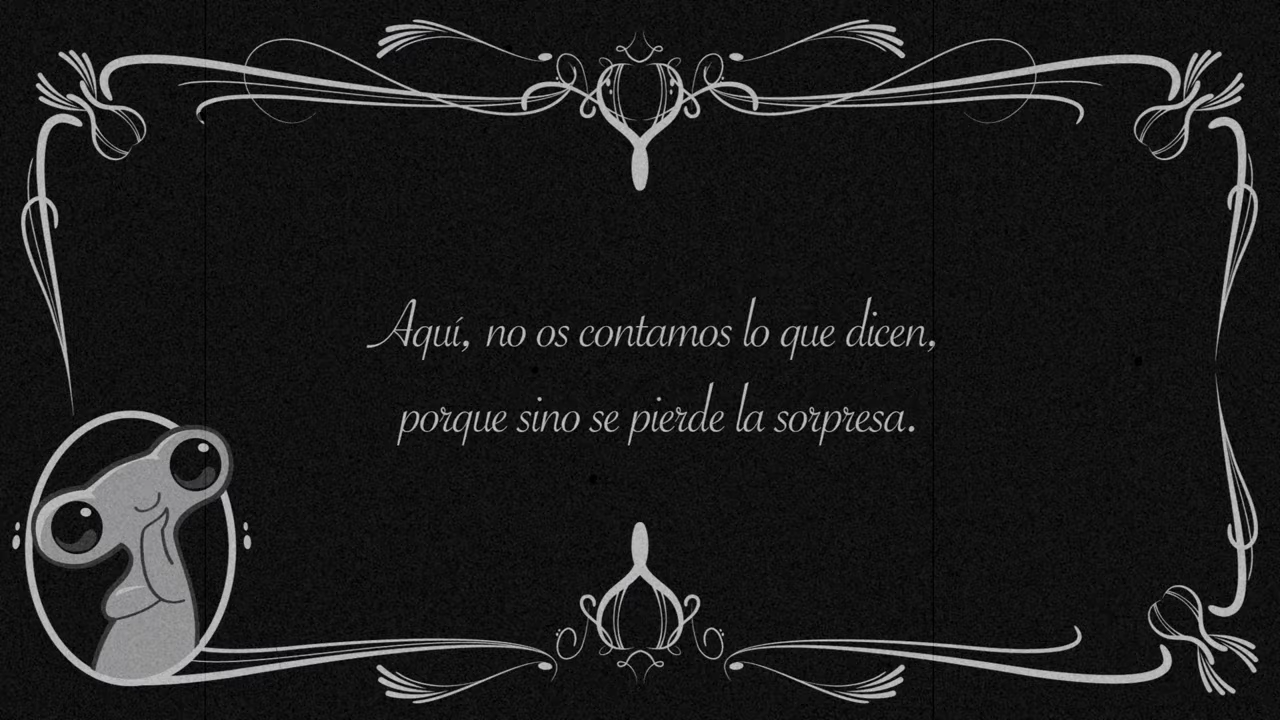 Aquí, no os contamos lo que dicen,
porque sino se pierde la sorpresa.